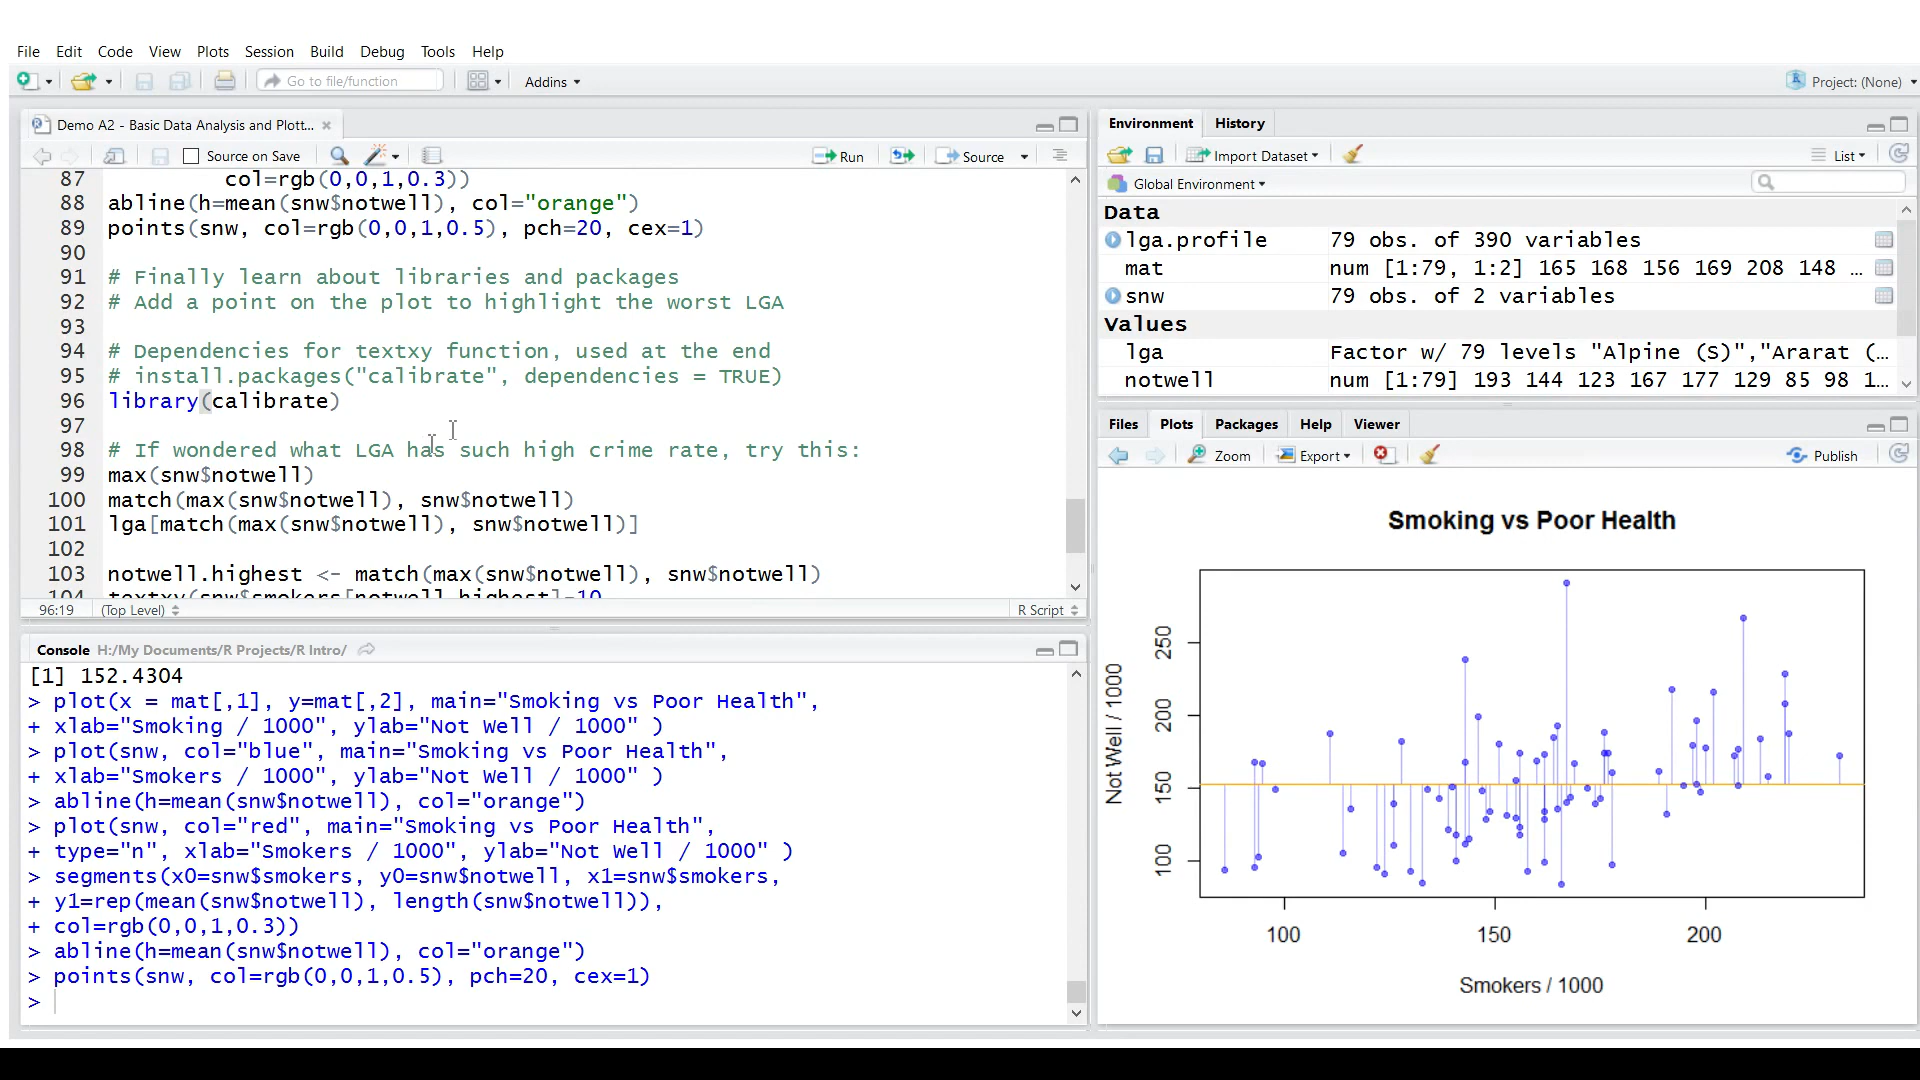 File Edit Code View Plots Session Build Debug Tools Help
Go to file/function Addins Project: (None)
Demo A2 - Basic Data Analysis and Plott...
Source on Save Run Source
87 col=rgb(0,0,1,0.3))
88 abline(h=mean(snw$notwell), col="orange")
89 points(snw, col=rgb(0,0,1,0.5), pch=20, cex=1)
90
91 # Finally learn about libraries and packages
92 # Add a point on the plot to highlight the worst LGA
93
94 # Dependencies for textxy function, used at the end
95 # install.packages("calibrate", dependencies = TRUE)
96 library(calibrate)
97
98 # If wondered what LGA has such high crime rate, try this:
99 max(snw$notwell)
100 match(max(snw$notwell), snw$notwell)
101 lga[match(max(snw$notwell), snw$notwell)]
102
103 notwell.highest <- match(max(snw$notwell), snw$notwell)
104 textxy(snw$smokers[notwell.highest]-10,
96:19 (Top Level) R Script
Console H:/My Documents/R Projects/R Intro/
[1] 152.4304
> plot(x = mat[,1], y=mat[,2], main="Smoking vs Poor Health",
+ xlab="Smoking / 1000", ylab="Not Well / 1000" )
> plot(snw, col="blue", main="Smoking vs Poor Health",
+ xlab="Smokers / 1000", ylab="Not Well / 1000" )
> abline(h=mean(snw$notwell), col="orange")
> plot(snw, col="red", main="Smoking vs Poor Health",
+ type="n", xlab="Smokers / 1000", ylab="Not Well / 1000" )
> segments(x0=snw$smokers, y0=snw$notwell, x1=snw$smokers,
+ y1=rep(mean(snw$notwell), length(snw$notwell)),
+ col=rgb(0,0,1,0.3))
> abline(h=mean(snw$notwell), col="orange")
> points(snw, col=rgb(0,0,1,0.5), pch=20, cex=1)
>
Environment History
Import Dataset List
Global Environment
Data
lga.profile 79 obs. of 390 variables
mat num [1:79, 1:2] 165 168 156 169 208 148 ...
snw 79 obs. of 2 variables
Values
lga Factor w/ 79 levels "Alpine (S)","Ararat (...
notwell num [1:79] 193 144 123 167 177 129 85 98 1...
Files Plots Packages Help Viewer
Zoom Export Publish
Smoking vs Poor Health
Not Well / 1000
250
200
150
100
100 150 200
Smokers / 1000